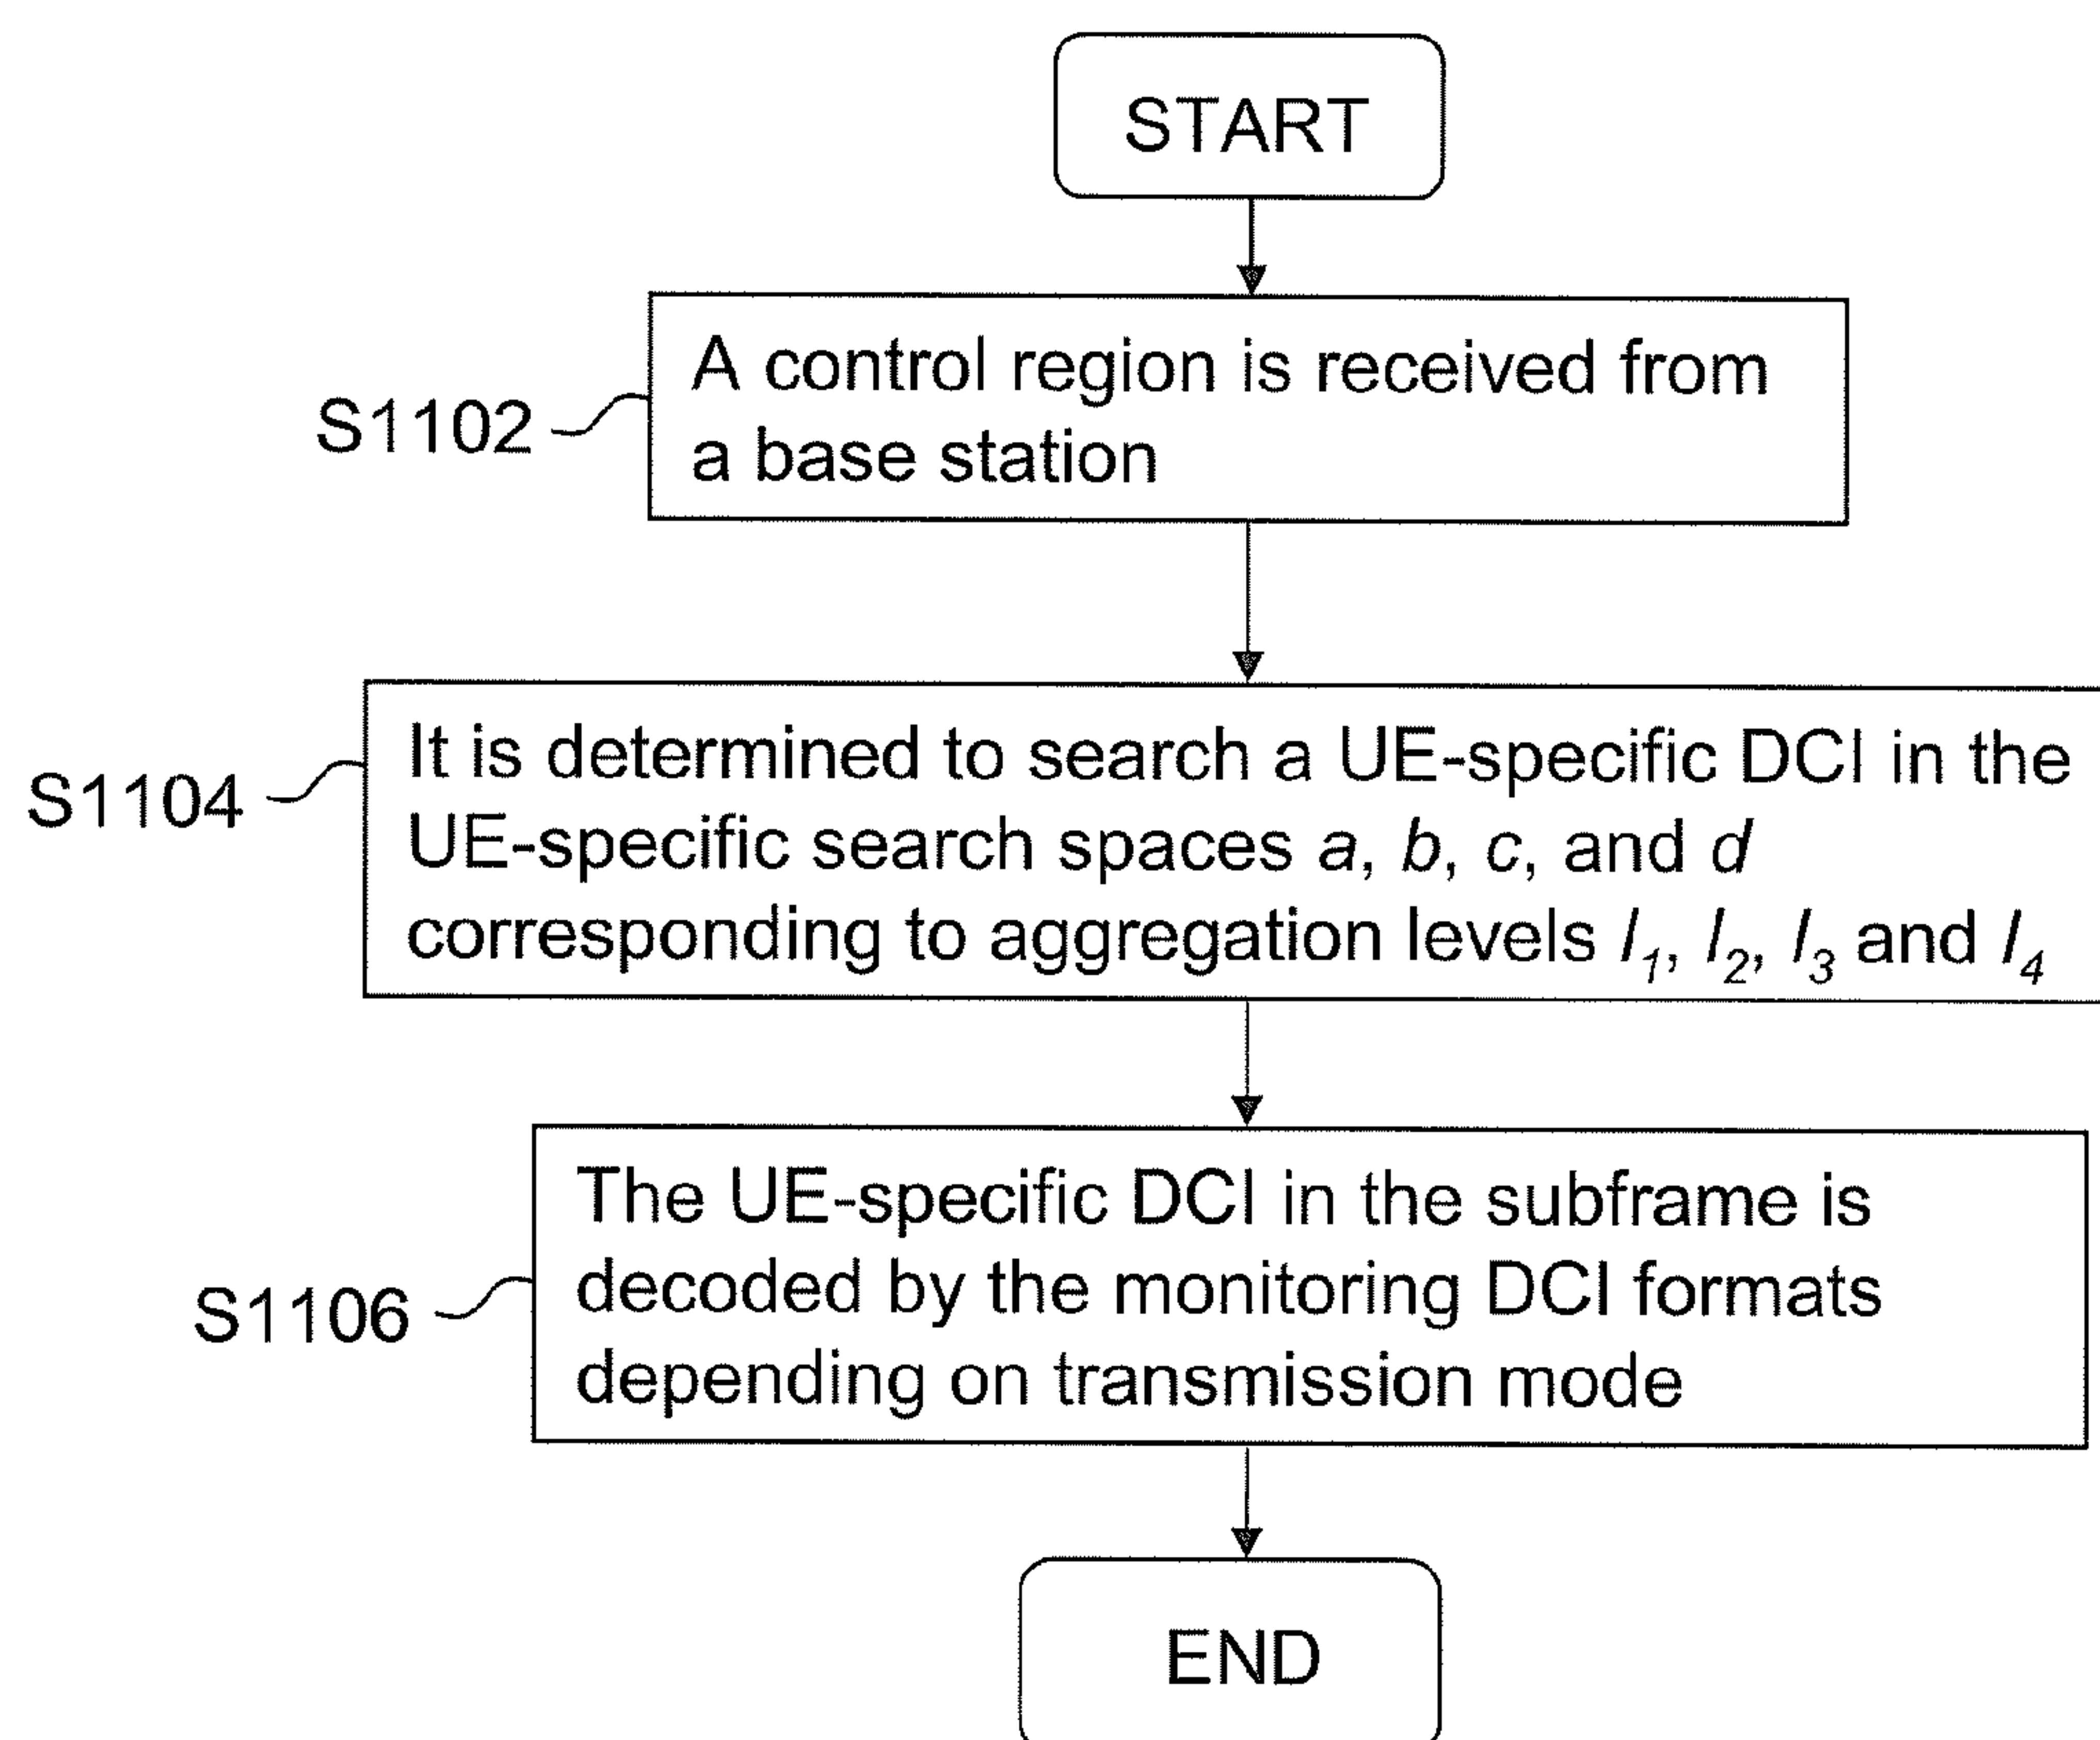 START
S1102
A control region is received from
a base station
S1104
It is determined to search a UE-specific DCI in the
UE-specific search spaces a, b, c, and d
corresponding to aggregation levels l₁, l₂, l₃ and l₄
S1106
The UE-specific DCI in the subframe is
decoded by the monitoring DCI formats
depending on transmission mode
END